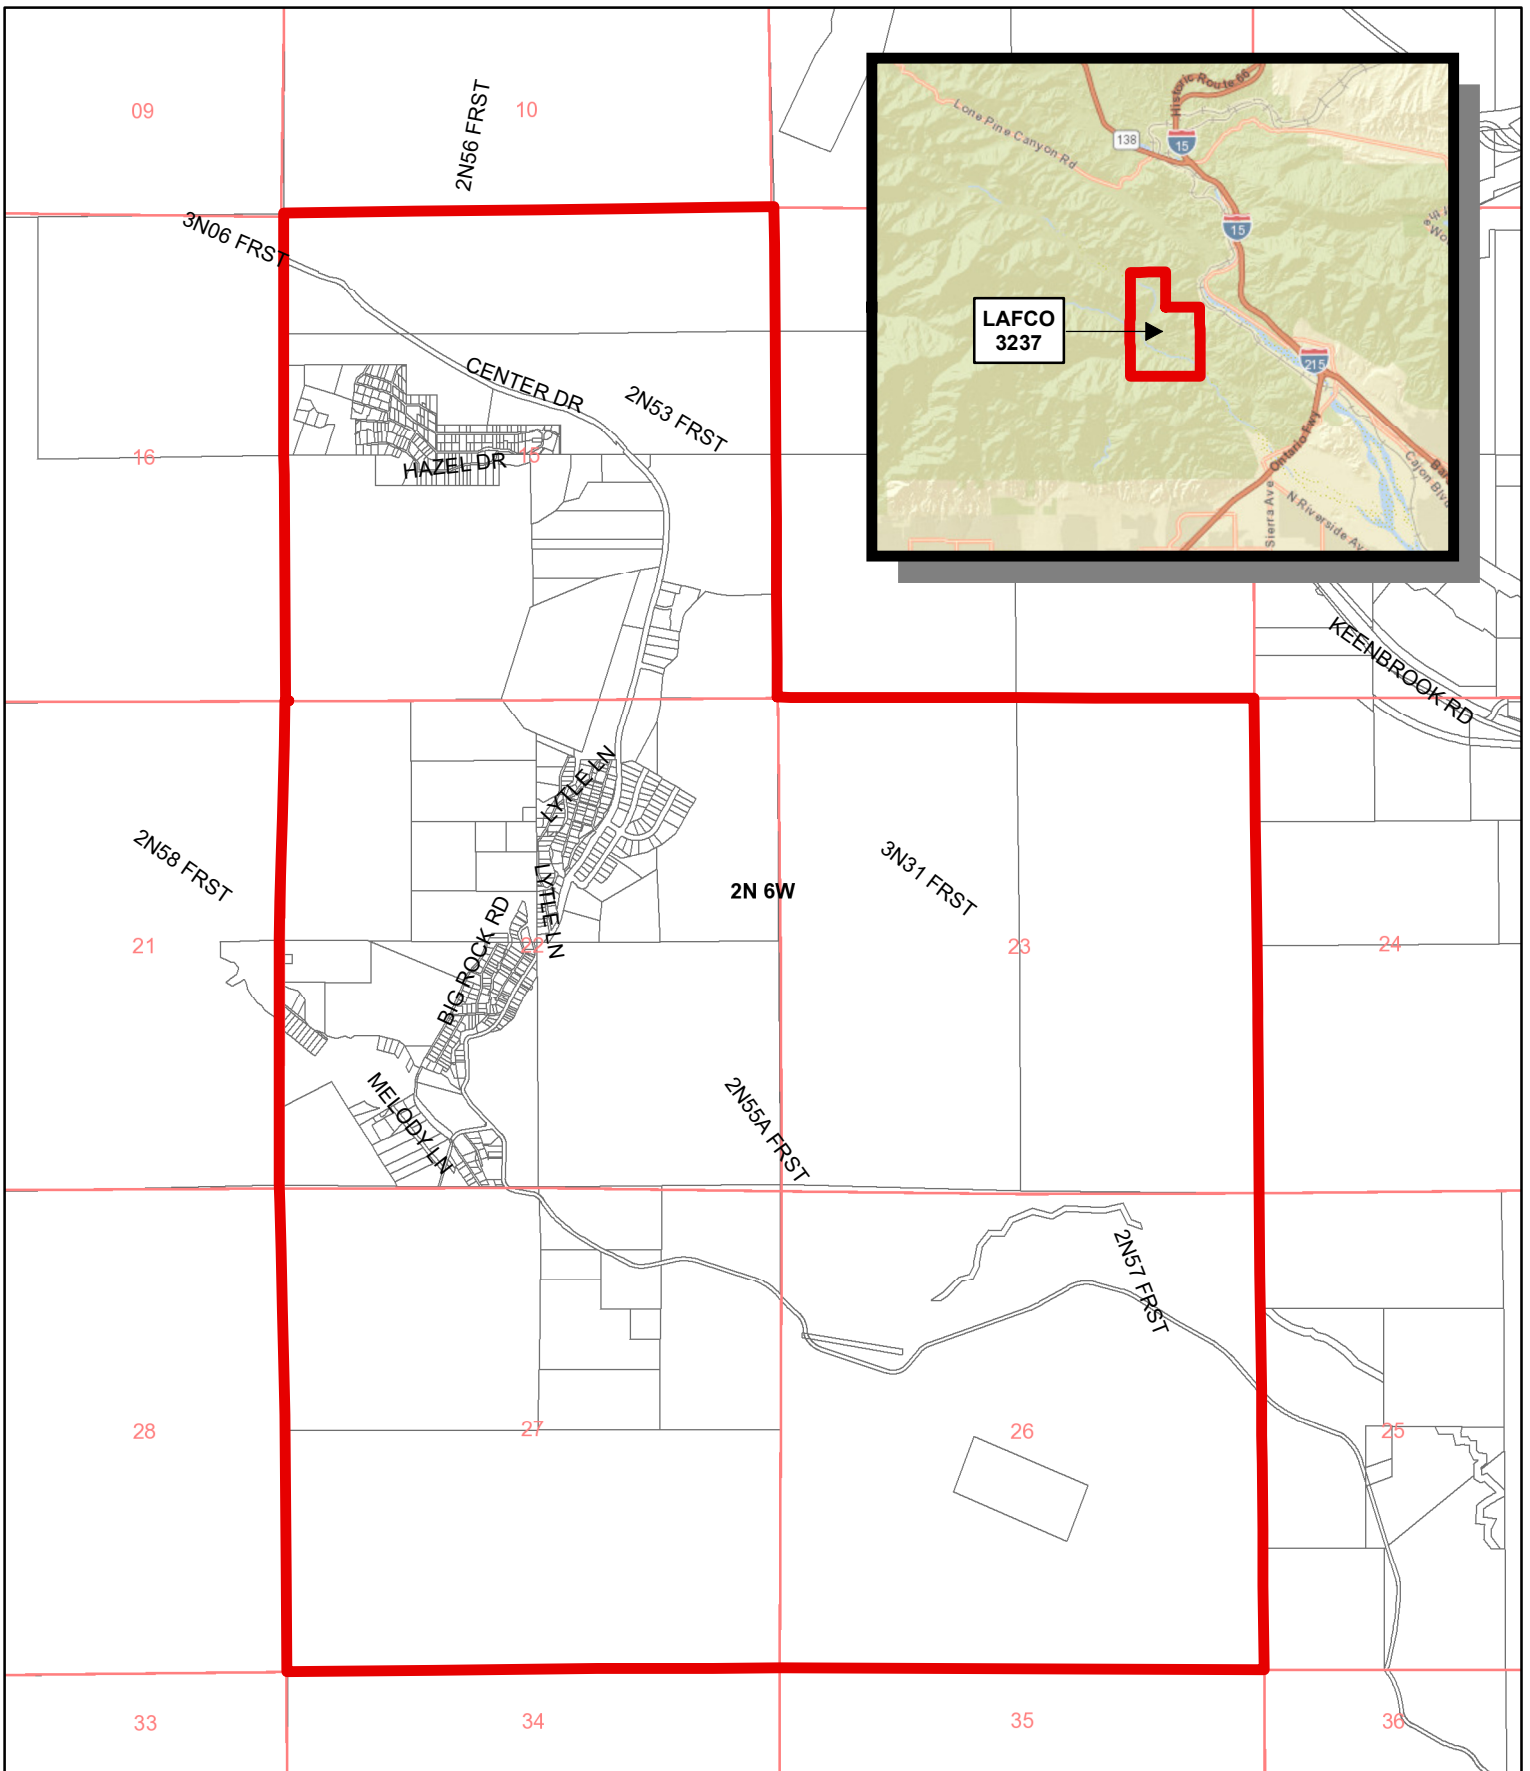 09
10
2N56 FRST
3N06 FRST
CENTER DR
2N53 FRST
16
HAZEL DR
15
Historic Route 66
Lone Pine Canyon Rd
138
15
15
LAFCO
3237
215
Ontario Fwy
Sierra Ave
N Riverside Av
Cajon Blv
Bar
KEENBROOK RD
LYTLE LN
LYTLE LN
2N58 FRST
2N 6W
3N31 FRST
BIG ROCK RD
21
22
23
24
MELODY LN
2N55A FRST
2N57 FRST
28
27
26
25
33
34
35
36